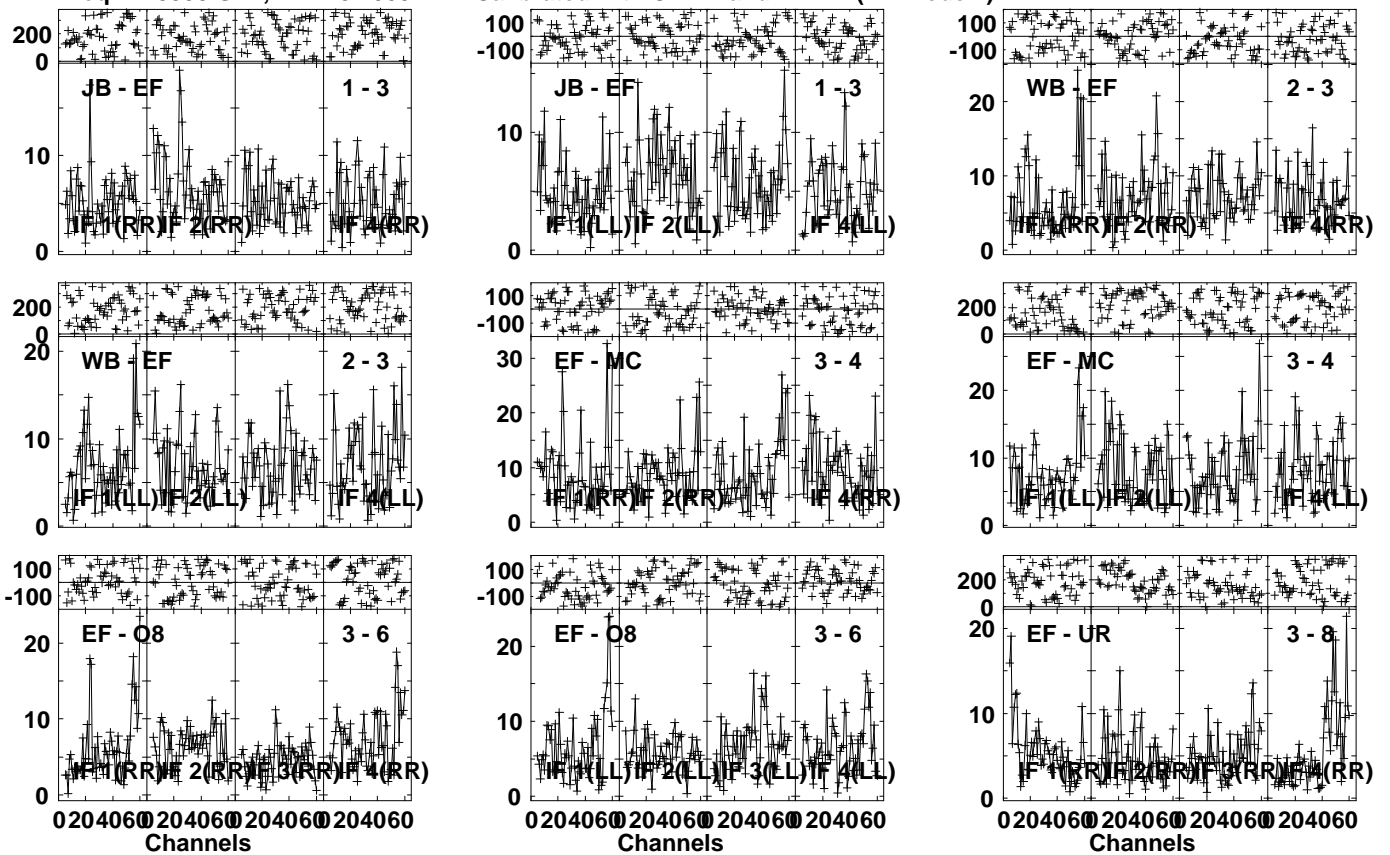 200
0
JB - EF
1 - 3
10
0
IF 1(RR)
IF 2(RR)
IF 4(RR)
100
-100
JB - EF
1 - 3
10
0
IF 1(LL)
IF 2(LL)
IF 4(LL)
100
-100
WB - EF
2 - 3
20
10
0
IF 1(RR)
IF 2(RR)
IF 4(RR)
200
0
WB - EF
2 - 3
20
10
0
IF 1(LL)
IF 2(LL)
IF 4(LL)
100
-100
EF - MC
3 - 4
30
20
10
0
IF 1(RR)
IF 2(RR)
IF 4(RR)
200
0
EF - MC
3 - 4
20
10
0
IF 1(LL)
IF 2(LL)
IF 4(LL)
100
-100
EF - O8
3 - 6
20
10
0
IF 1(RR)
IF 2(RR)
IF 3(RR)
IF 4(RR)
0 20 40 60 0 20 40 60 0 20 40 60 0 20 40 60
Channels
100
-100
EF - O8
3 - 6
20
10
0
IF 1(LL)
IF 2(LL)
IF 3(LL)
IF 4(LL)
0 20 40 60 0 20 40 60 0 20 40 60 0 20 40 60
Channels
200
0
EF - UR
3 - 8
20
10
0
IF 1(RR)
IF 2(RR)
IF 3(RR)
IF 4(RR)
0 20 40 60 0 20 40 60 0 20 40 60 0 20 40 60
Channels